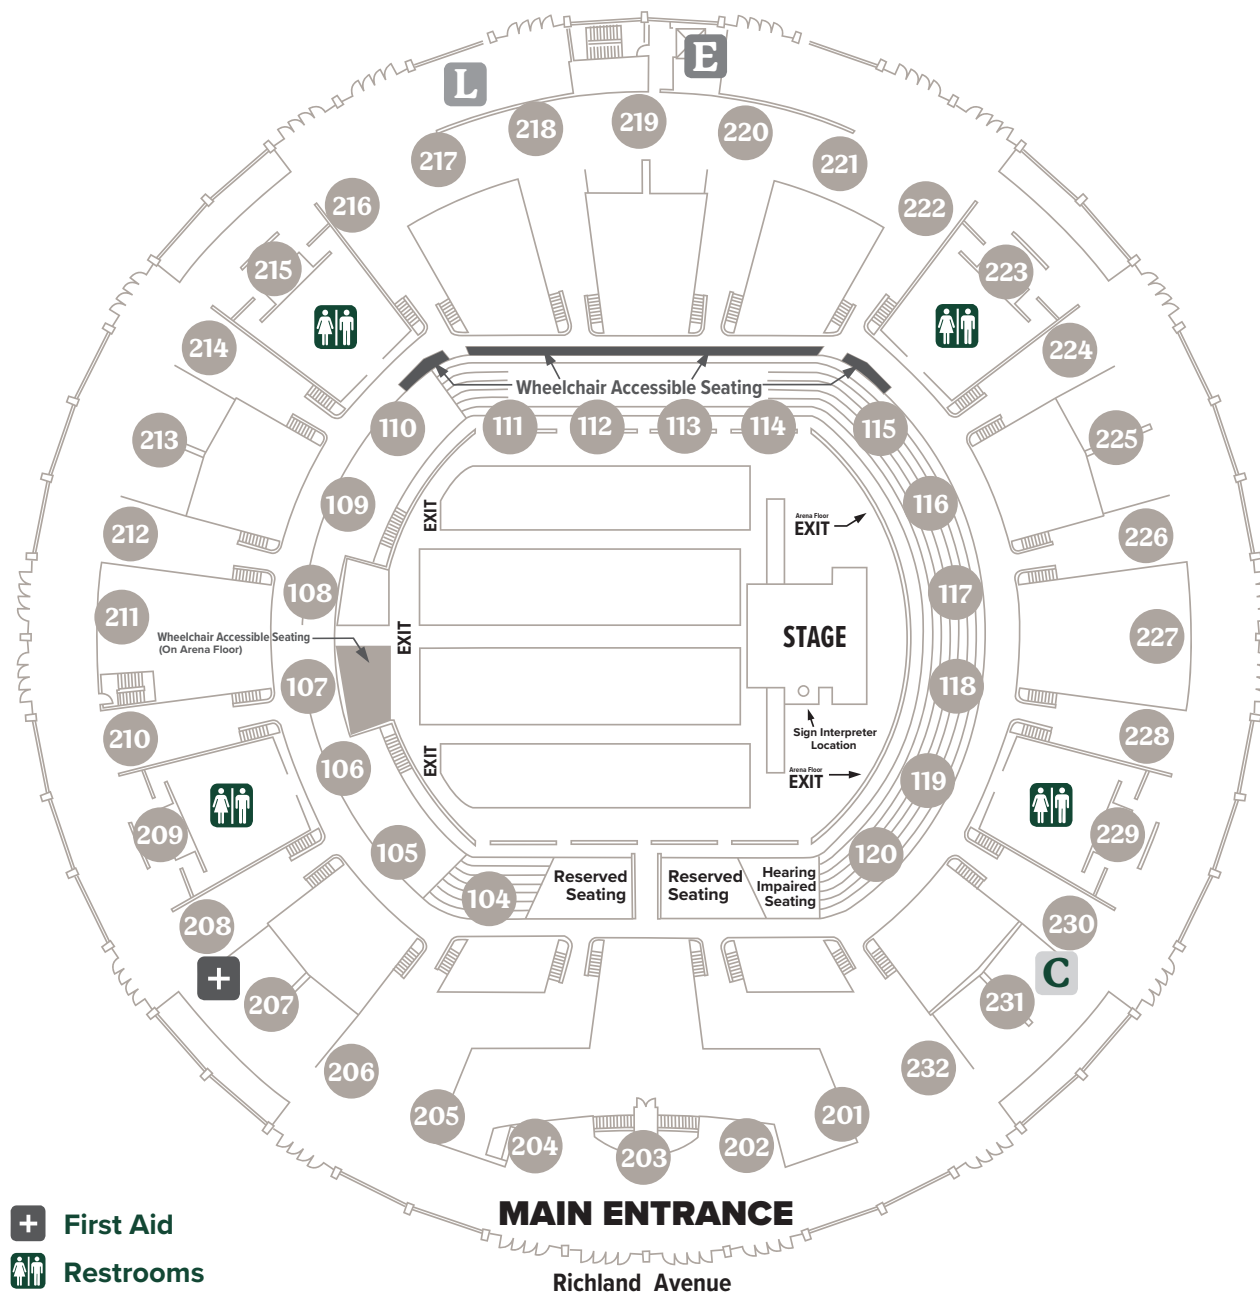 E
L
219
218
220
217
221
216
222
215
223
214
224
Wheelchair Accessible Seating
110
111
112
113
114
115
213
225
109
116
EXIT
Arena Floor
EXIT
212
226
108
117
211
227
Wheelchair Accessible Seating
(On Arena Floor)
EXIT
STAGE
107
118
210
228
Sign Interpreter
Location
106
119
EXIT
Arena Floor
EXIT
209
229
105
120
104
Reserved
Seating
Reserved
Seating
Hearing
Impaired
Seating
208
230
C
207
231
206
232
205
201
204
202
203
MAIN ENTRANCE
First Aid
Restrooms
Richland Avenue